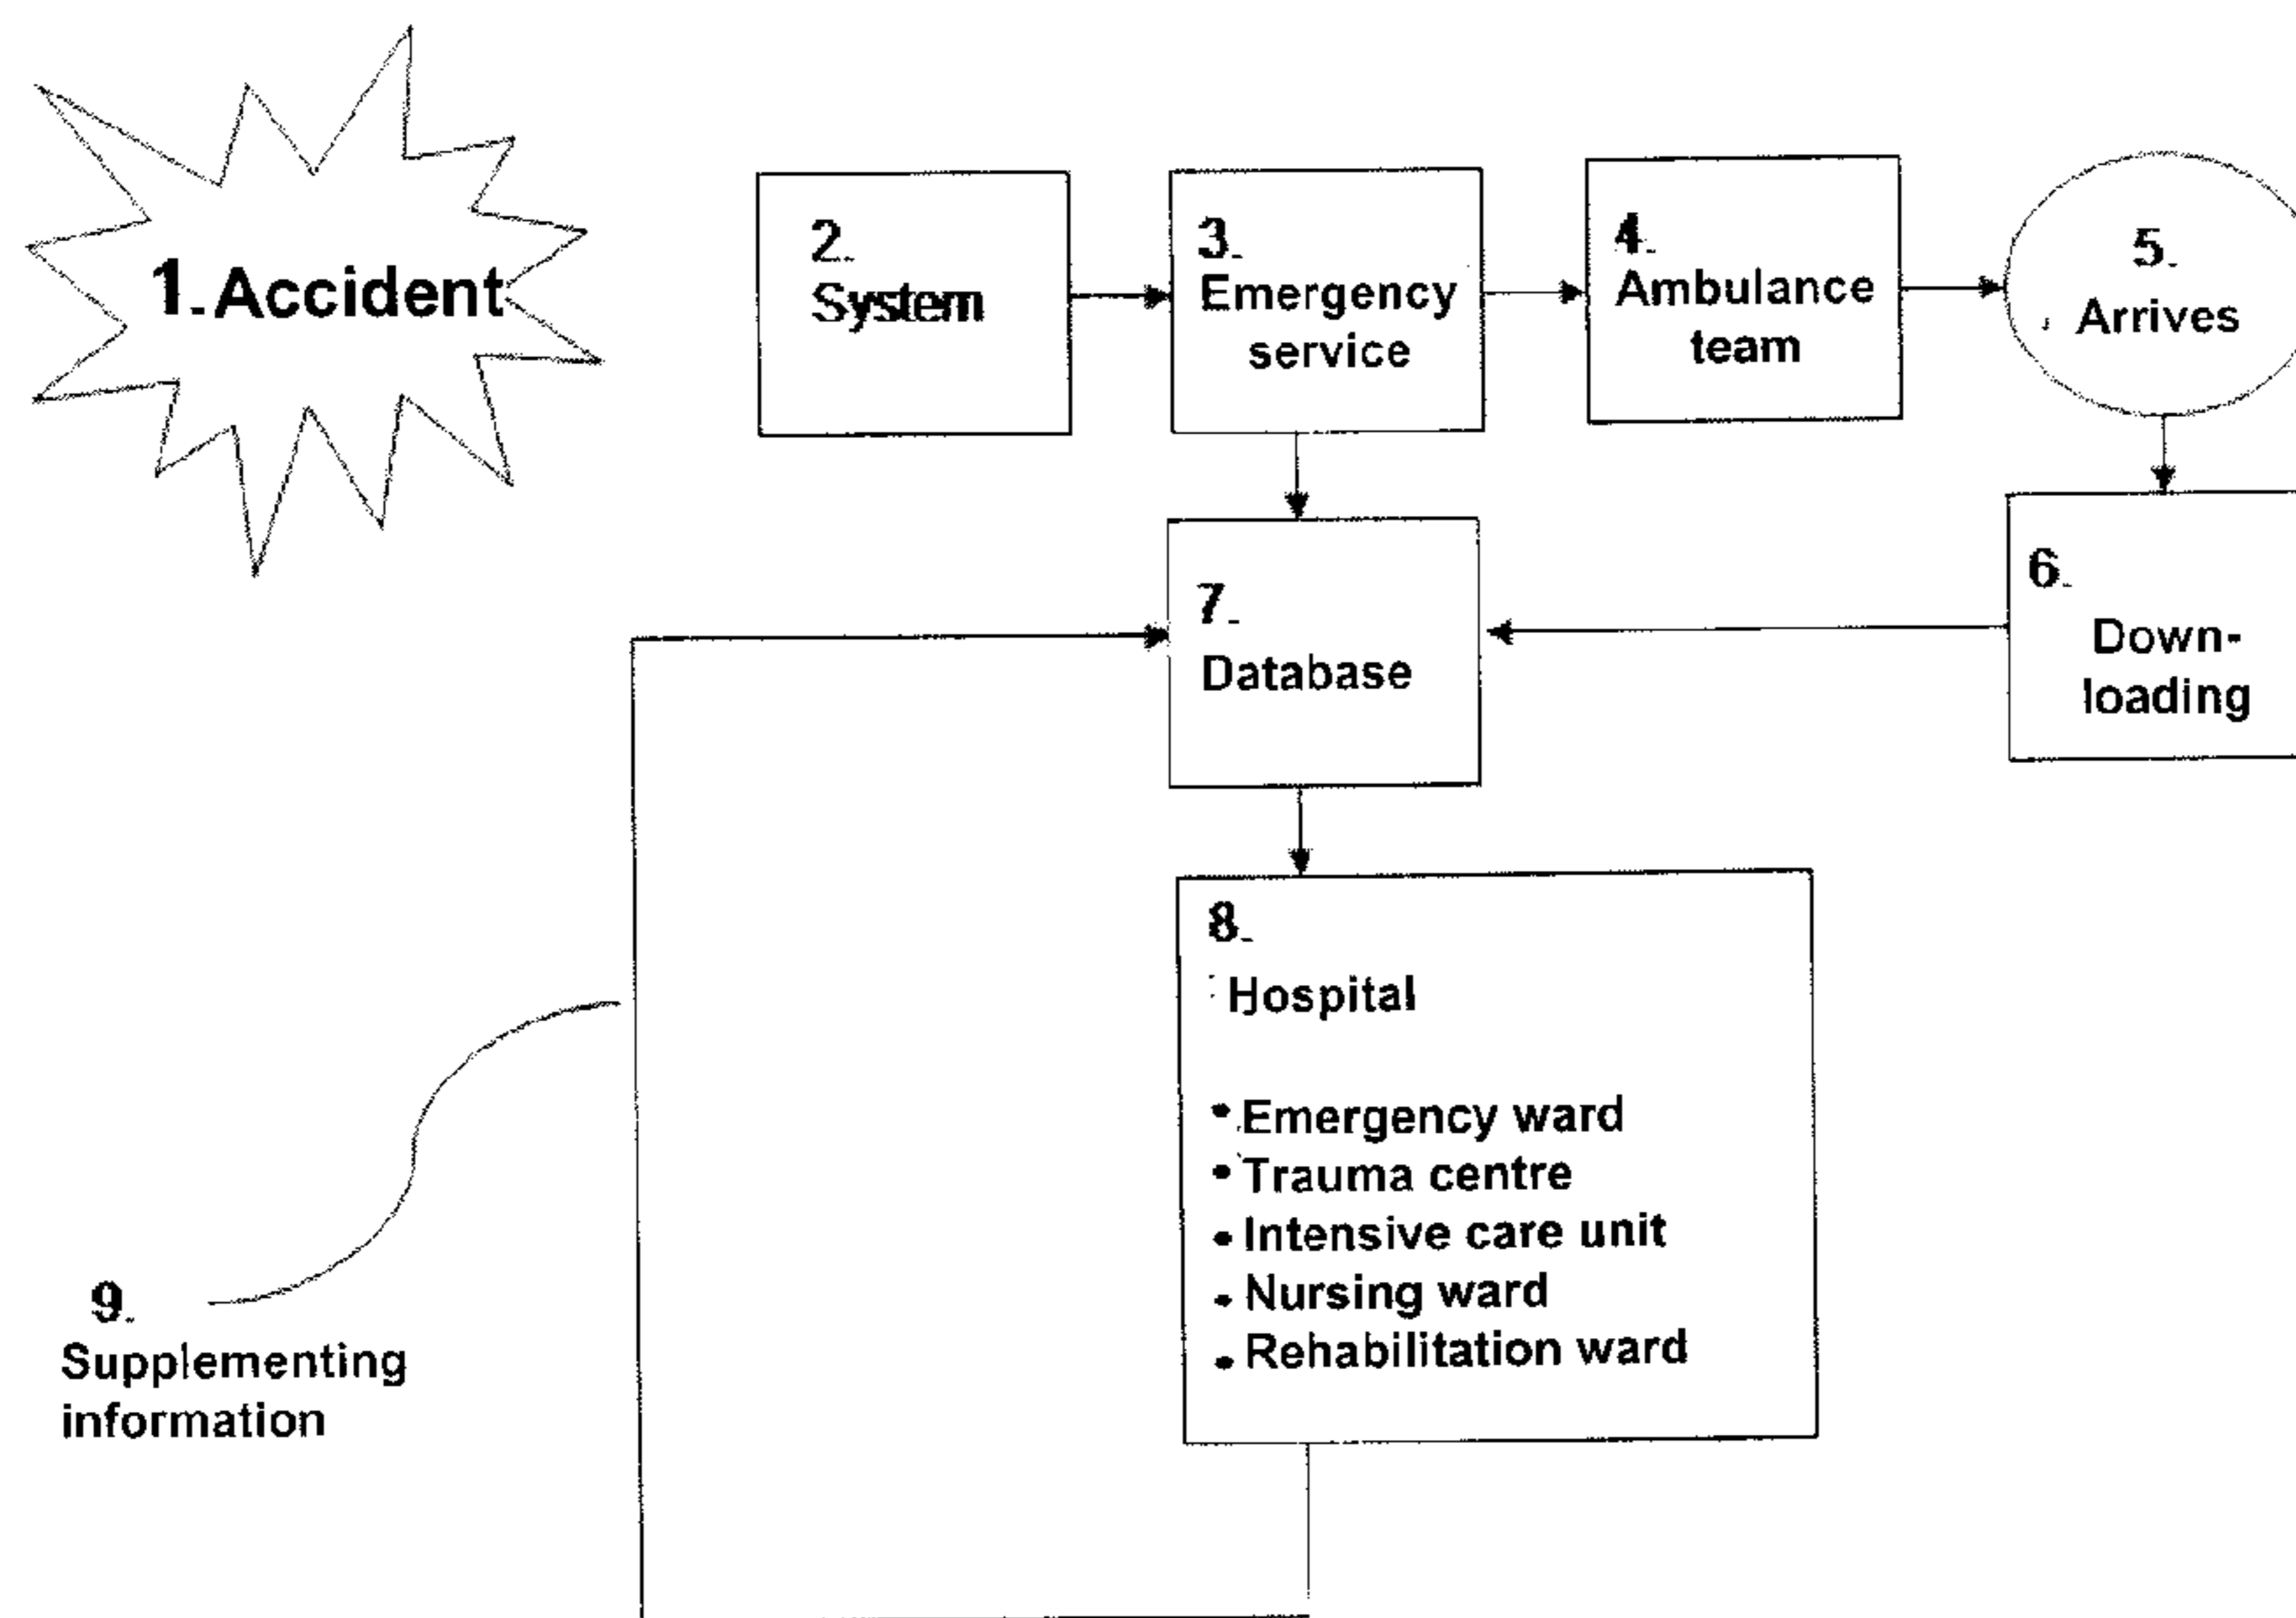 1. Accident
2.
System
3.
Emergency
service
4.
Ambulance
team
5.
Arrives
6.
Down-
loading
7.
Database
8.
Hospital
• Emergency ward
• Trauma centre
• Intensive care unit
• Nursing ward
• Rehabilitation ward
9.
Supplementing
information